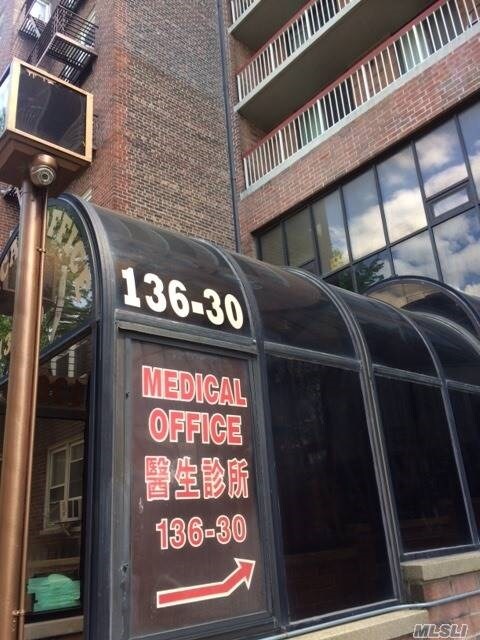 136-30
MEDICAL
OFFICE
醫生診所
136-30
MLSLI